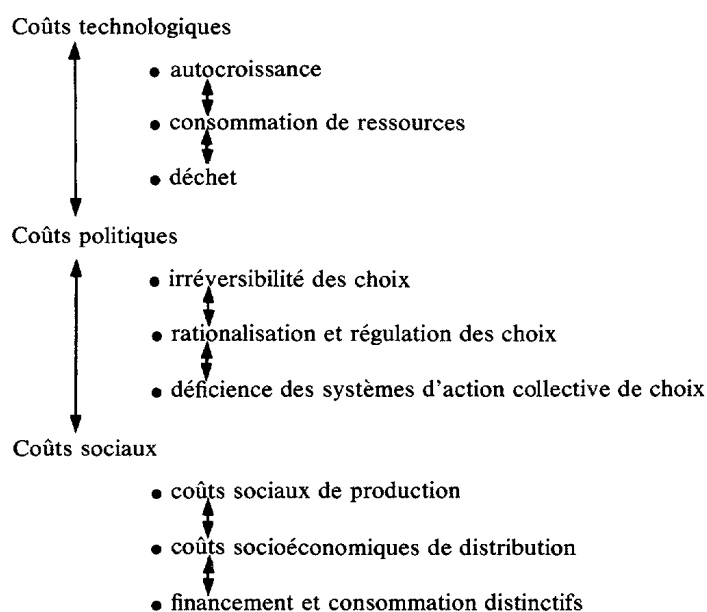 Coûts technologiques
• autocroissance
• consommation de ressources
• déchet
Coûts politiques
• irréversibilité des choix
• rationalisation et régulation des choix
• déficience des systèmes d'action collective de choix
Coûts sociaux
• coûts sociaux de production
• coûts socioéconomiques de distribution
• financement et consommation distinctifs